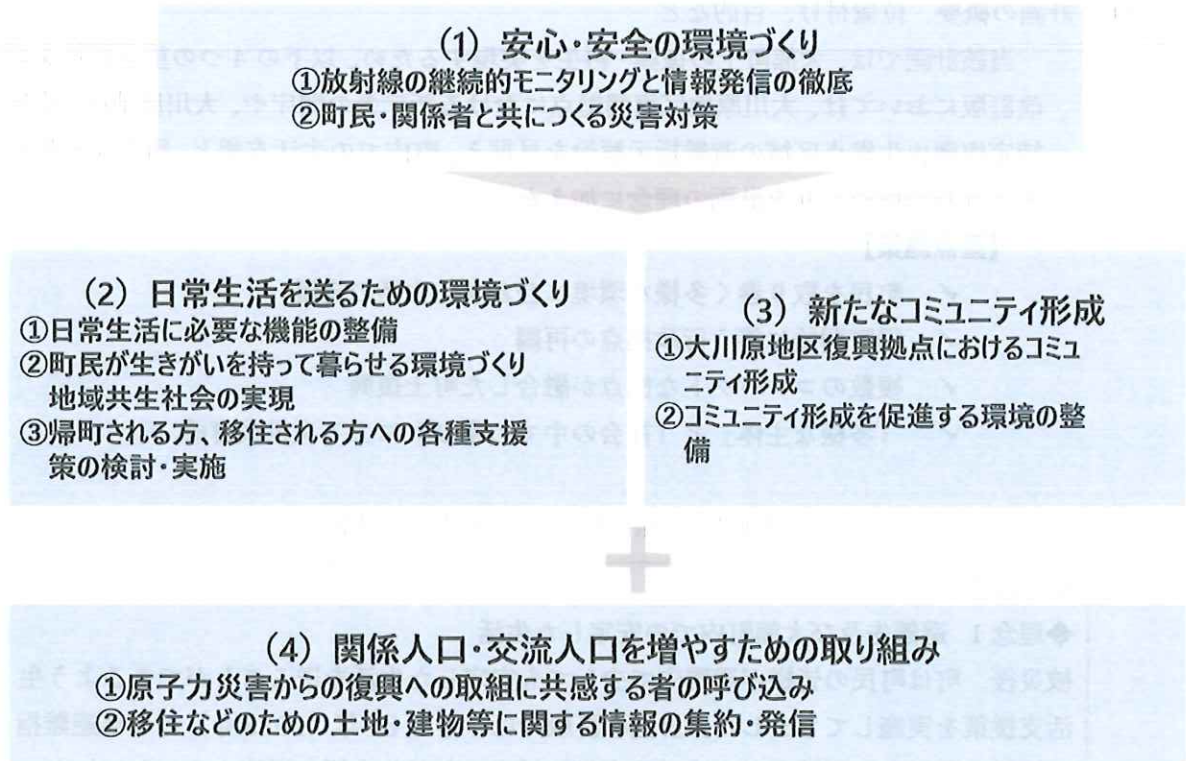 (1) 安心・安全の環境づくり
①放射線の継続的モニタリングと情報発信の徹底
②町民・関係者と共につくる災害対策
(2) 日常生活を送るための環境づくり
①日常生活に必要な機能の整備
②町民が生きがいを持って暮らせる環境づくり
地域共生社会の実現
③帰町される方、移住される方への各種支援
策の検討・実施
(3) 新たなコミュニティ形成
①大川原地区復興拠点におけるコミュ
ニティ形成
②コミュニティ形成を促進する環境の整
備
(4) 関係人口・交流人口を増やすための取り組み
①原子力災害からの復興への取組に共感する者の呼び込み
②移住などのための土地・建物等に関する情報の集約・発信